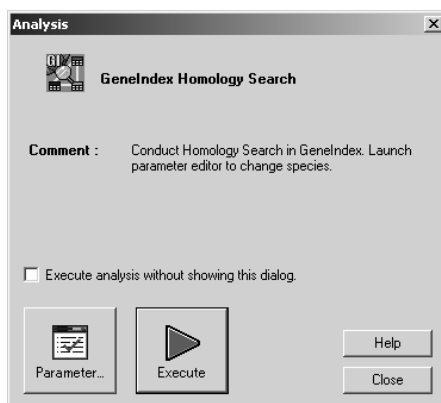 Analysis
GeneIndex Homology Search
Comment :
Conduct Homology Search in GeneIndex. Launch
parameter editor to change species.
Execute analysis without showing this dialog.
Parameter...
Execute
Help
Close